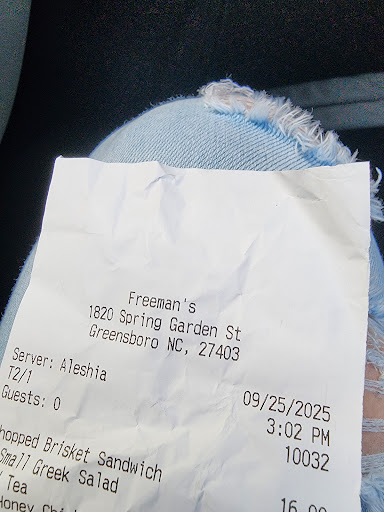 Freeman's
1820 Spring Garden St
Greensboro NC, 27403
Server: Aleshia
09/25/2025
T2/1
3:02 PM
Guests: 0
10032
hopped Brisket Sandwich
Small Greek Salad
Tea
Honey